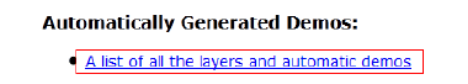 Automatically Generated Demos:
• A list of all the layers and automatic demos